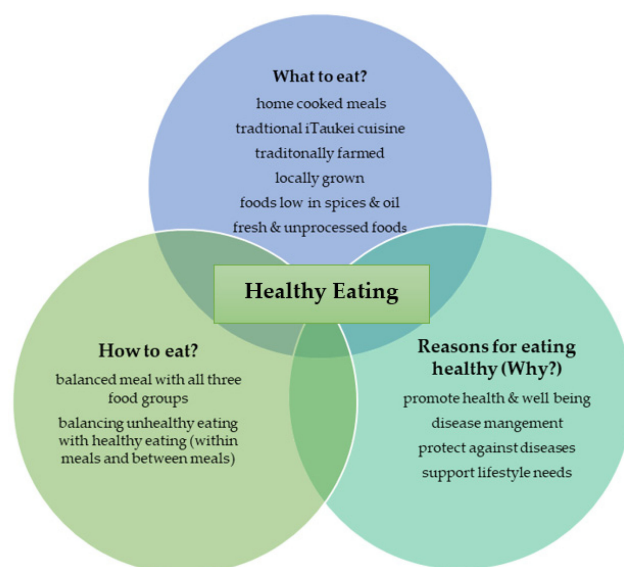 What to eat?
home cooked meals
tradtional iTaukei cuisine
traditonally farmed
locally grown
foods low in spices & oil
fresh & unprocessed foods
Healthy Eating
How to eat?
balanced meal with all three
food groups
balancing unhealthy eating
with healthy eating (within
meals and between meals)
Reasons for eating
healthy (Why?)
promote health & well being
disease mangement
protect against diseases
support lifestyle needs